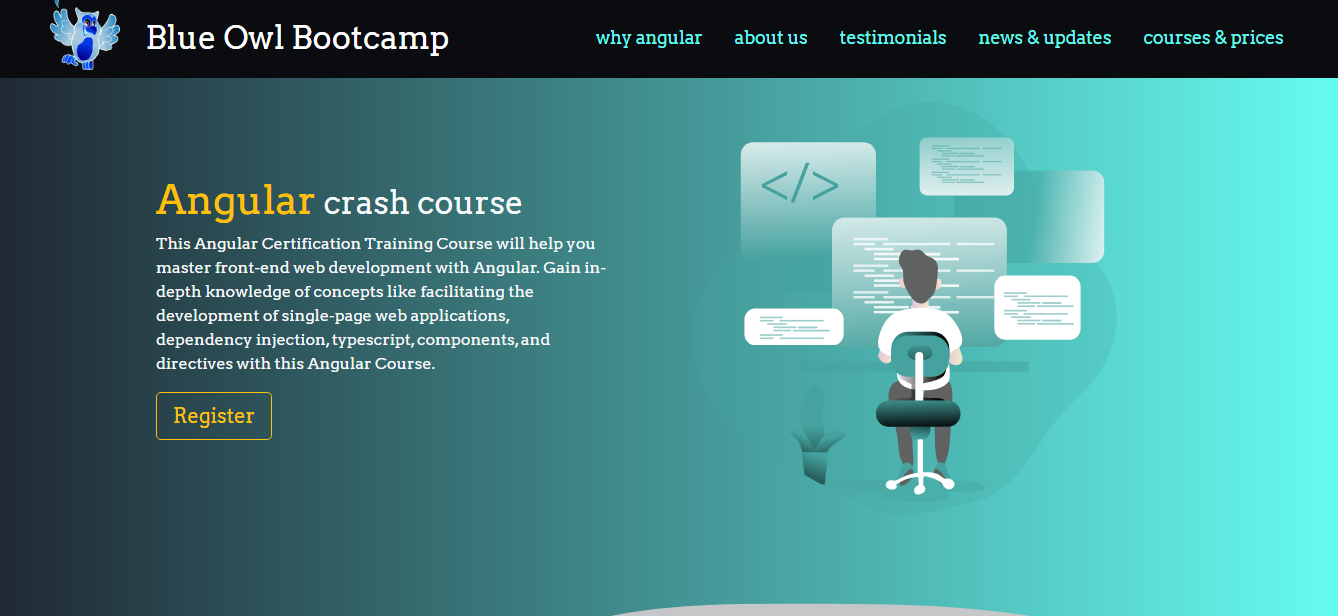 Blue Owl Bootcamp
why angular about us testimonials news & updates courses & prices
Angular crash course
This Angular Certification Training Course will help you
master front-end web development with Angular. Gain in-
depth knowledge of concepts like facilitating the
development of single-page web applications,
dependency injection, typescript, components, and
directives with this Angular Course.
Register
</>